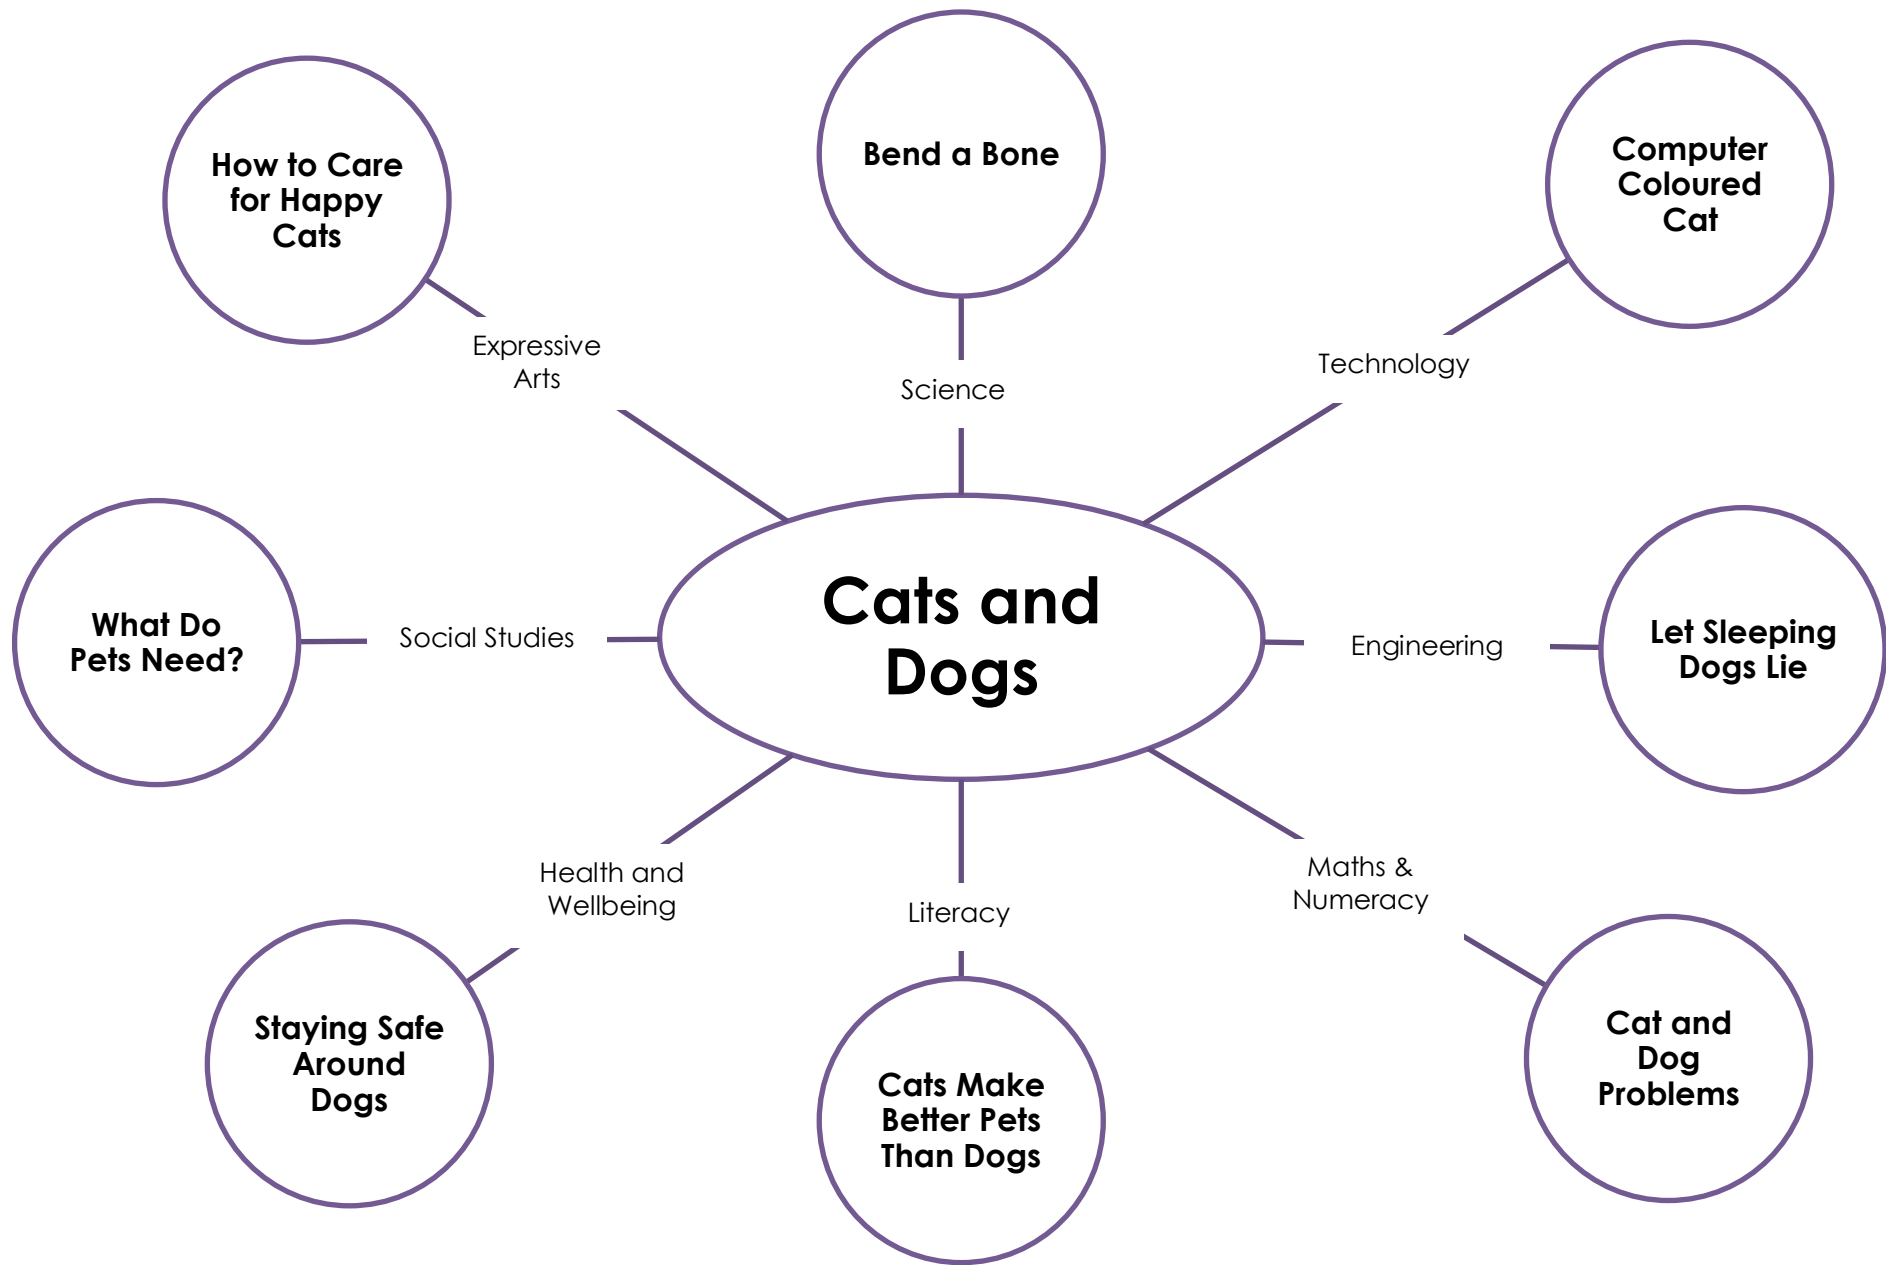 How to Care
for Happy
Cats
Bend a Bone
Computer
Coloured
Cat
Expressive
Arts
Science
Technology
What Do
Pets Need?
Social Studies
Cats and
Dogs
Engineering
Let Sleeping
Dogs Lie
Health and
Wellbeing
Literacy
Maths &
Numeracy
Staying Safe
Around
Dogs
Cats Make
Better Pets
Than Dogs
Cat and
Dog
Problems